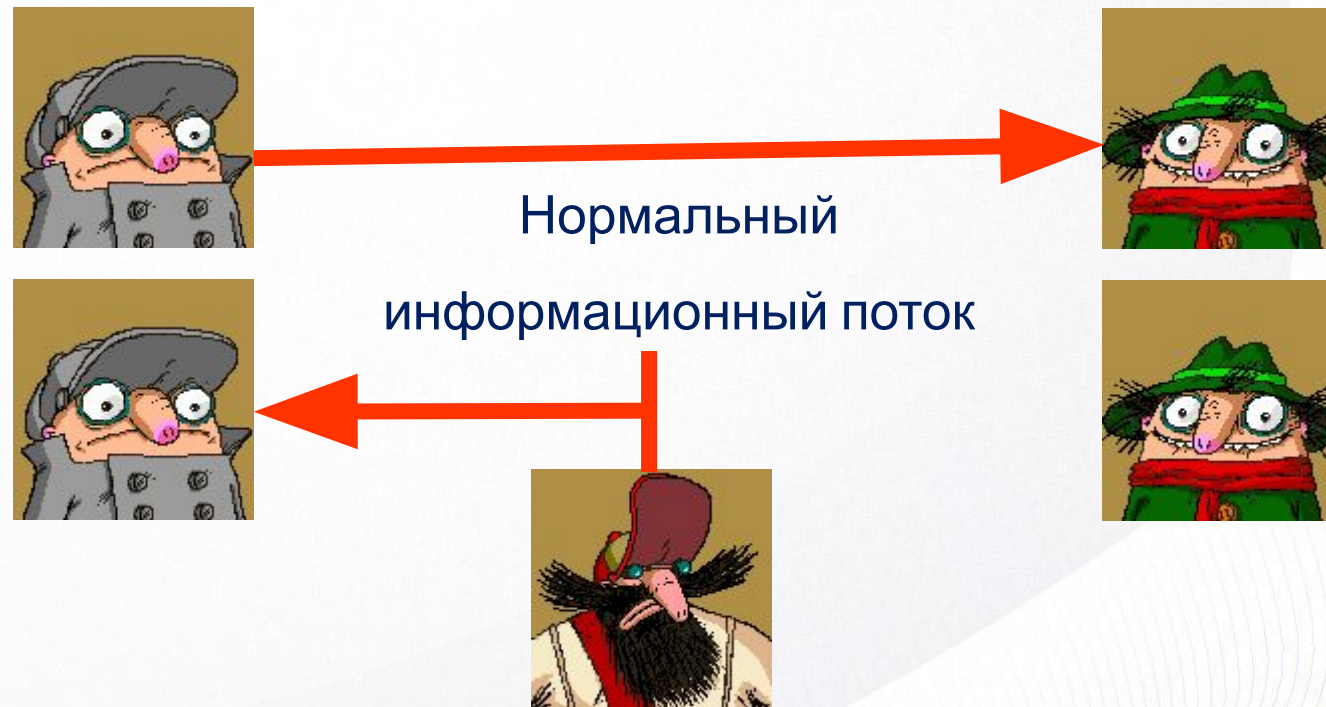 Нормальный
информационный поток